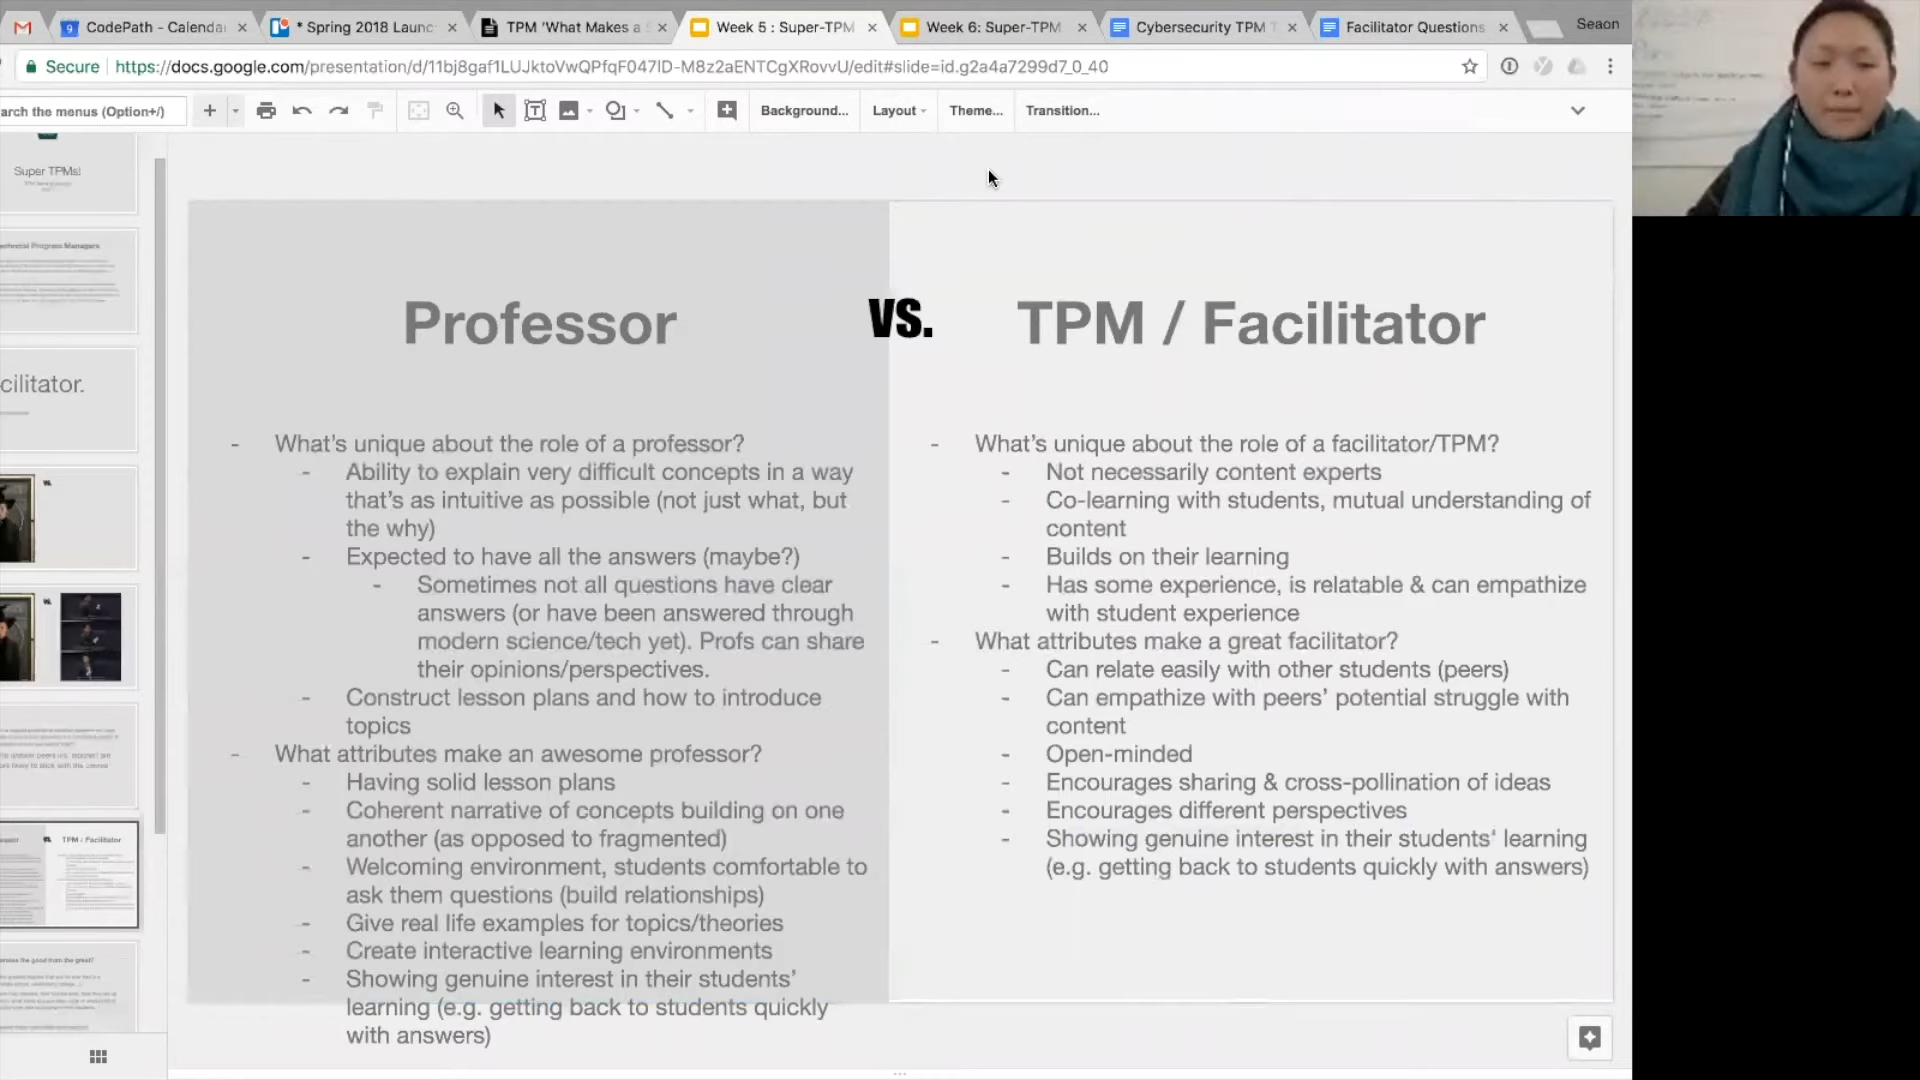 CodePath - Calenda
* Spring 2018 Launc
TPM 'What Makes a
Week 5 : Super-TPM
Week 6: Super-TPM
Cybersecurity TPM T
Facilitator Questions
Seaon
Secure
https://docs.google.com/presentation/d/11bj8gaf1LUJktoVwQPfqF047lD-M8z2aENTCgXRovvU/edit#slide=id.g2a4a7299d7_0_40
arch the menus (Option+/)
Background...
Layout
Theme...
Transition...
Super TPMs!
cilitator.
TPM / Facilitator
Professor
VS.
TPM / Facilitator
- What's unique about the role of a professor?
- Ability to explain very difficult concepts in a way
that's as intuitive as possible (not just what, but
the why)
- Expected to have all the answers (maybe?)
- Sometimes not all questions have clear
answers (or have been answered through
modern science/tech yet). Profs can share
their opinions/perspectives.
- Construct lesson plans and how to introduce
topics
- What attributes make an awesome professor?
- Having solid lesson plans
- Coherent narrative of concepts building on one
another (as opposed to fragmented)
- Welcoming environment, students comfortable to
ask them questions (build relationships)
- Give real life examples for topics/theories
- Create interactive learning environments
- Showing genuine interest in their students'
learning (e.g. getting back to students quickly
with answers)
- What's unique about the role of a facilitator/TPM?
- Not necessarily content experts
- Co-learning with students, mutual understanding of
content
- Builds on their learning
- Has some experience, is relatable & can empathize
with student experience
- What attributes make a great facilitator?
- Can relate easily with other students (peers)
- Can empathize with peers' potential struggle with
content
- Open-minded
- Encourages sharing & cross-pollination of ideas
- Encourages different perspectives
- Showing genuine interest in their students' learning
(e.g. getting back to students quickly with answers)